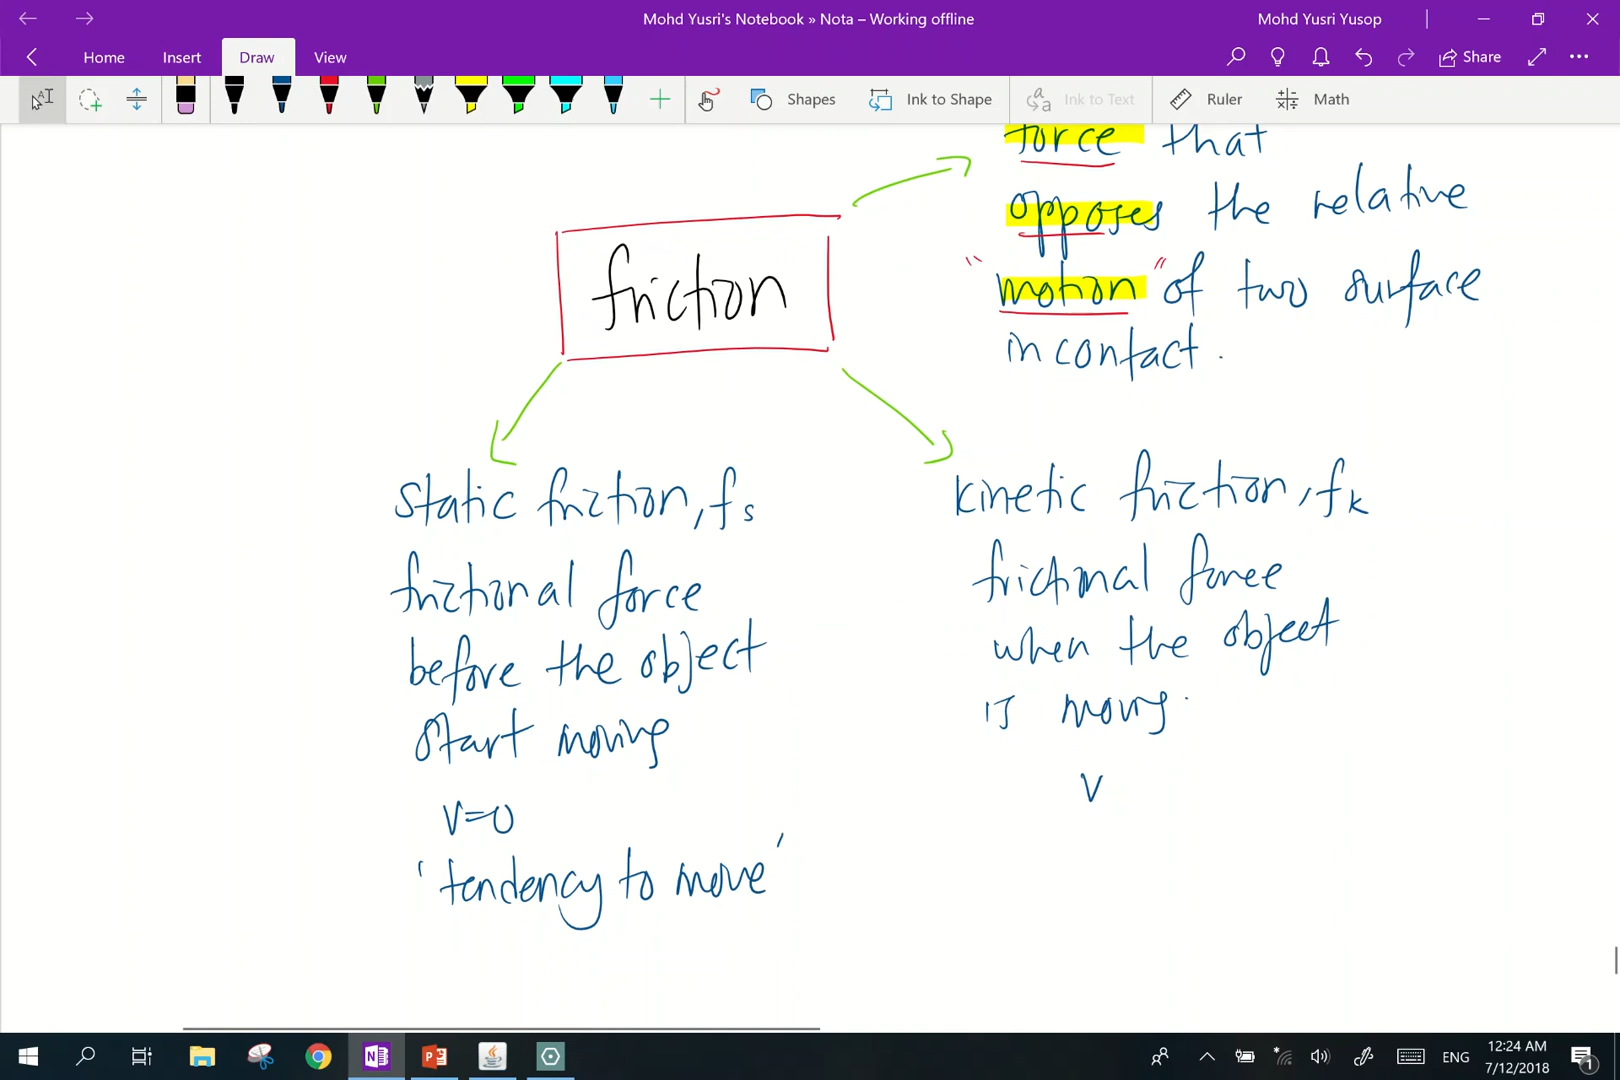 Mohd Yusri's Notebook » Nota – Working offline
Mohd Yusri Yusop
Home
Insert
Draw
View
Share
Shapes
Ink to Shape
Ink to Text
Ruler
Math
force that
opposes the relative
"motion" of two surface
in contact.
friction
Static friction, fs
frictional force
before the object
start moving
v=0
'tendency to move'
Kinetic friction, fk
frictional force
when the object
is moving.
v
ENG
12:24 AM
7/12/2018
1